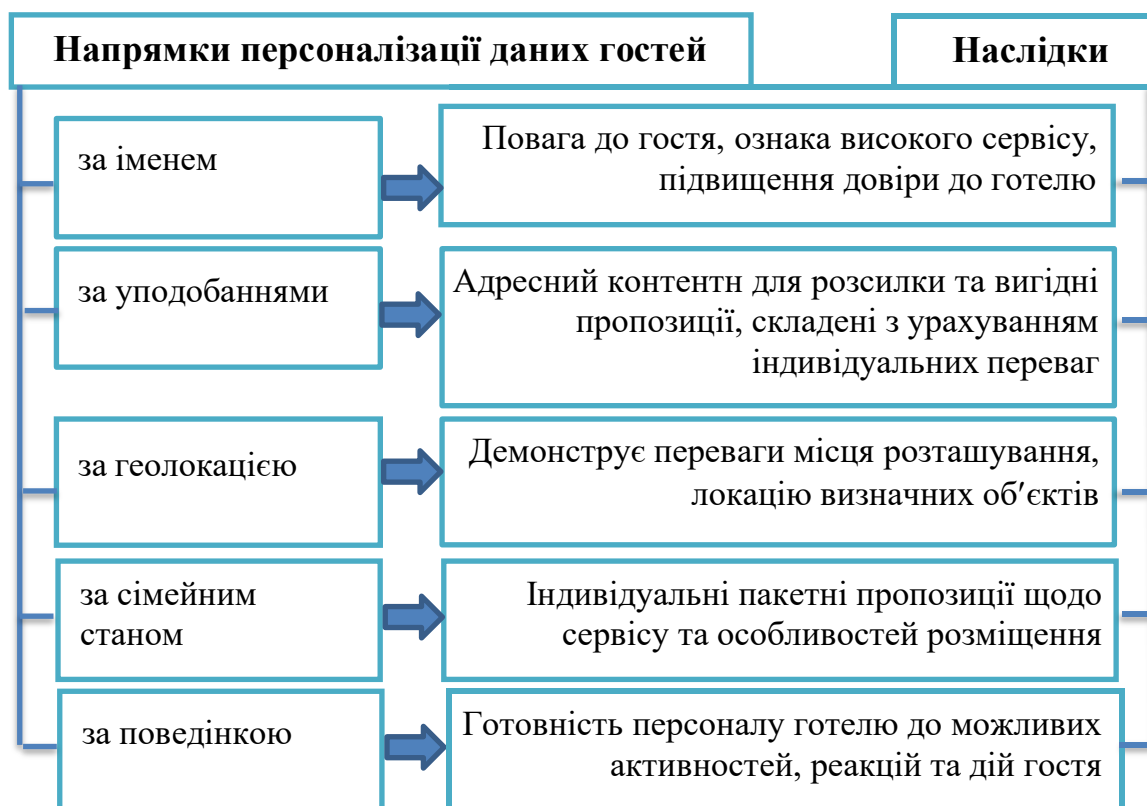 Напрямки персоналізації даних гостей
Наслідки
за іменем
Повага до гостя, ознака високого сервісу,
підвищення довіри до готелю
за уподобаннями
Адресний контентн для розсилки та вигідні
пропозиції, складені з урахуванням
індивідуальних переваг
за геолокацією
Демонструє переваги місця розташування,
локацію визначних об′єктів
за сімейним
станом
Індивідуальні пакетні пропозиції щодо
сервісу та особливостей розміщення
за поведінкою
Готовність персоналу готелю до можливих
активностей, реакцій та дій гостя